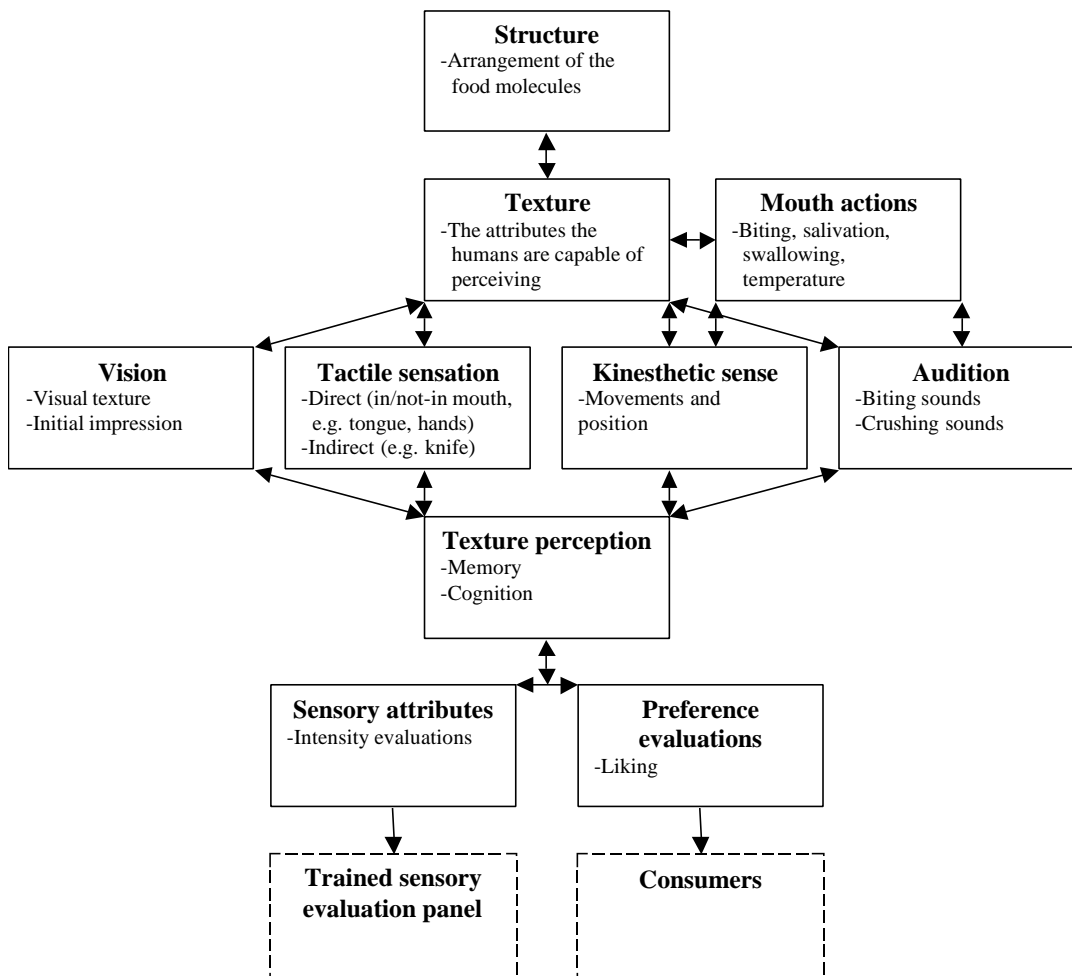 Structure
-Arrangement of the
food molecules
Texture
-The attributes the
humans are capable of
perceiving
Mouth actions
-Biting, salivation,
swallowing,
temperature
Vision
-Visual texture
-Initial impression
Tactile sensation
-Direct (in/not-in mouth,
e.g. tongue, hands)
-Indirect (e.g. knife)
Kinesthetic sense
-Movements and
position
Audition
-Biting sounds
-Crushing sounds
Texture perception
-Memory
-Cognition
Sensory attributes
-Intensity evaluations
Preference
evaluations
-Liking
Trained sensory
evaluation panel
Consumers